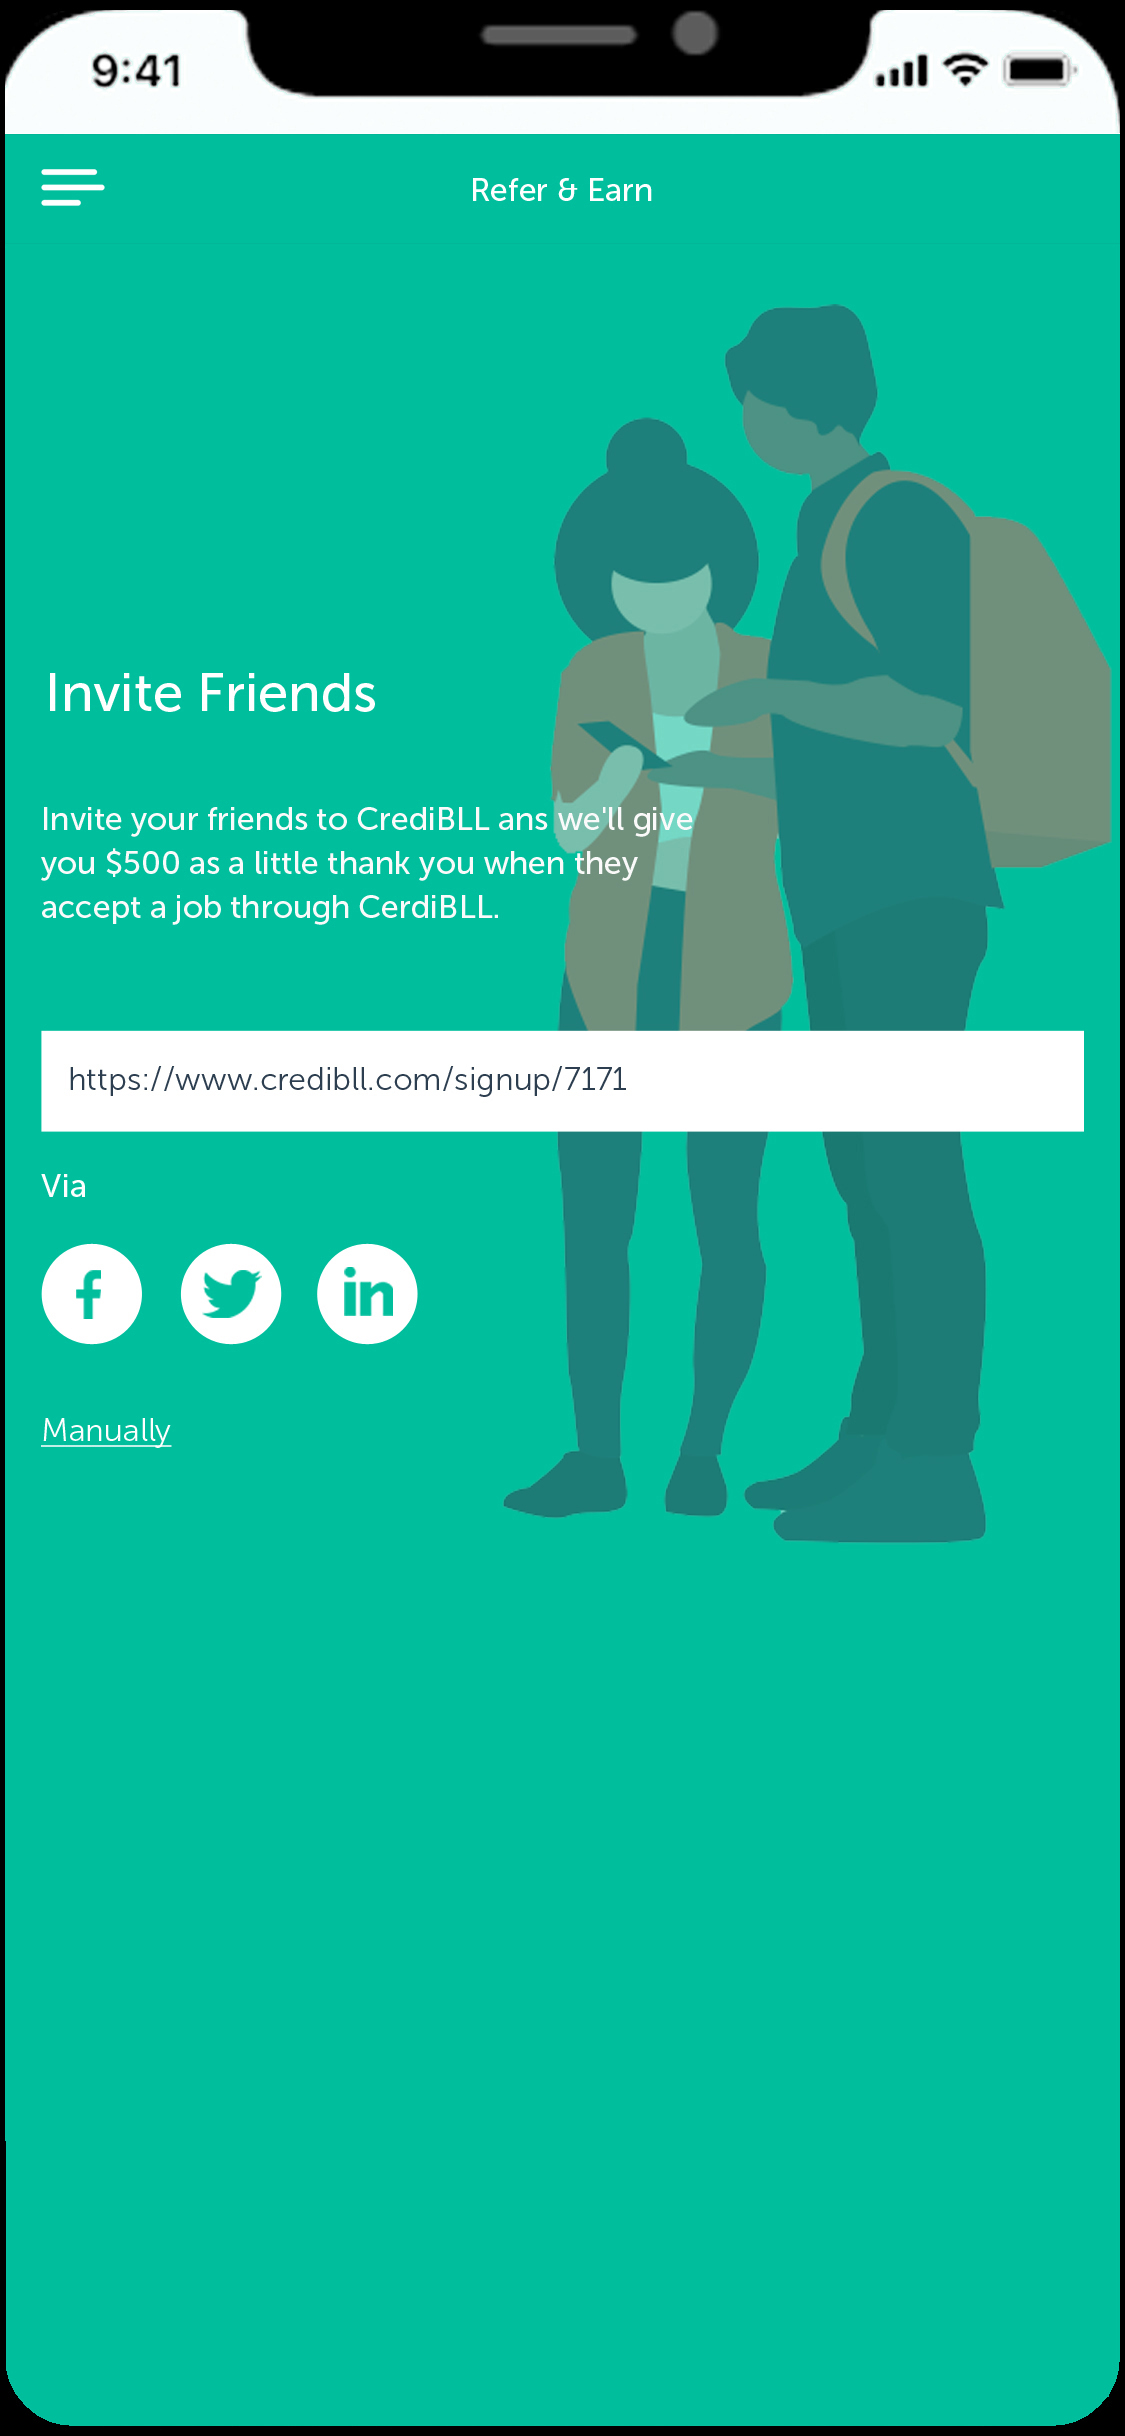 9:41
Refer & Earn
Invite Friends
Invite your friends to CrediBLL ans we'll give
you $500 as a little thank you when they
accept a job through CerdiBLL.
https://www.credibll.com/signup/7171
Via
Manually